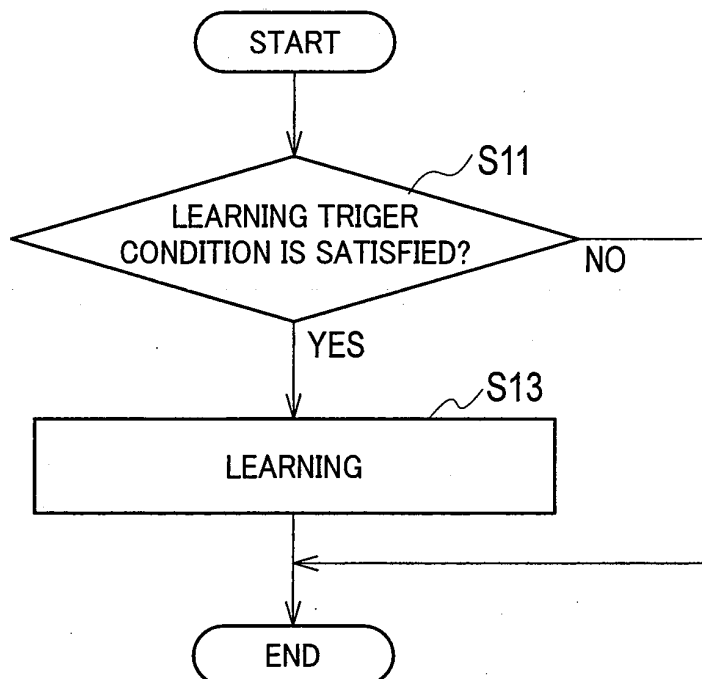 START
S11
LEARNING TRIGER
CONDITION IS SATISFIED?
NO
YES
S13
LEARNING
END